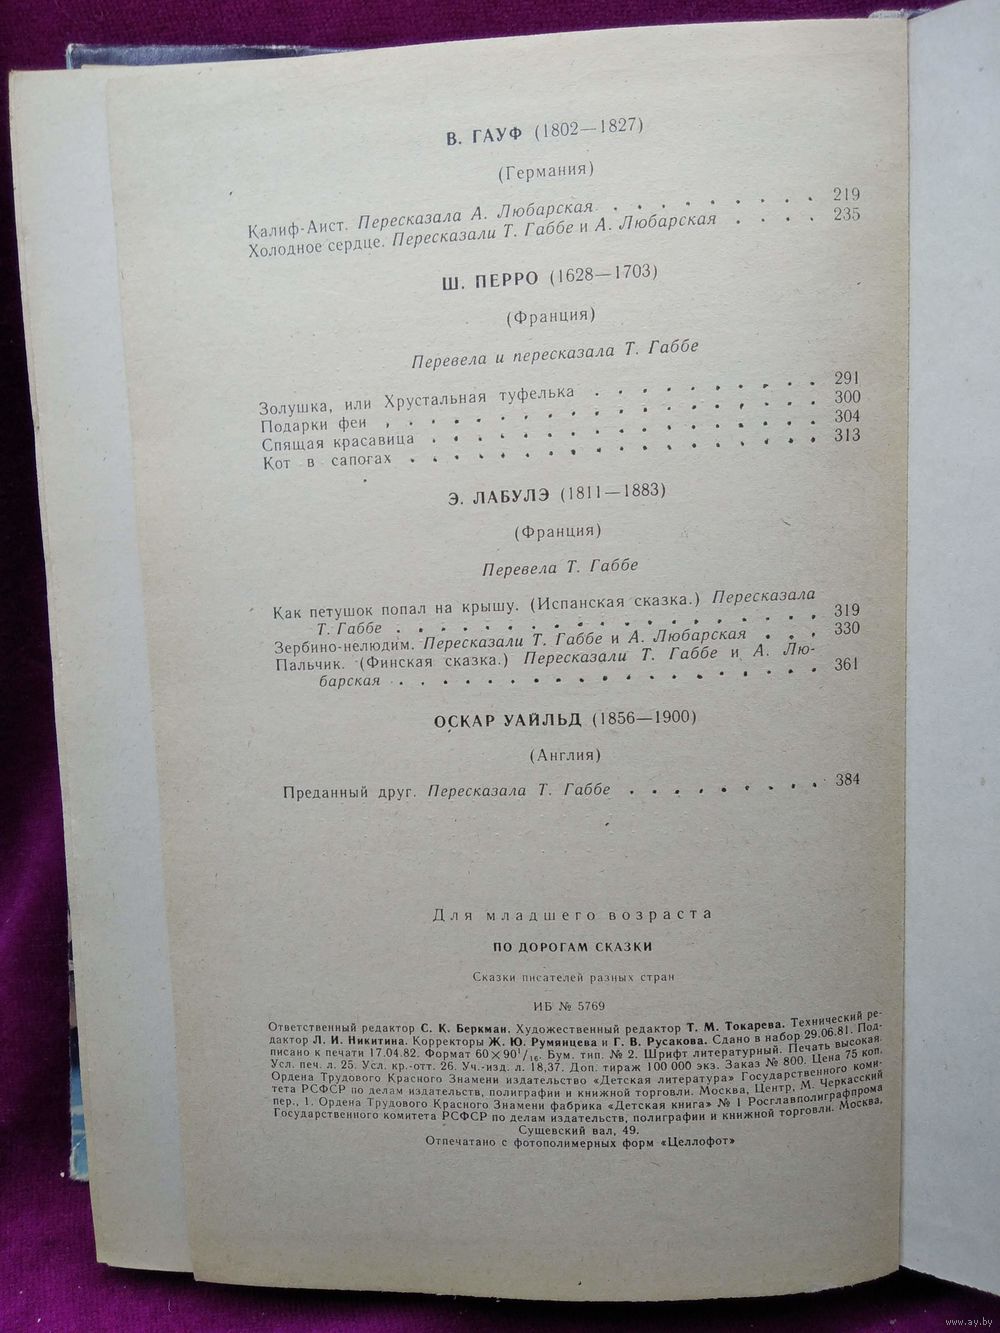 В. ГАУФ (1802—1827)
(Германия)
Калиф-Аист. Пересказала А. Любарская . . . . . . . . . 219
Холодное сердце. Пересказали Т. Габбе и А. Любарская . . . . 235
Ш. ПЕРРО (1628—1703)
(Франция)
Перевела и пересказала Т. Габбе
Золушка, или Хрустальная туфелька . . . . . . . . . . 291
Подарки феи . . . . . . . . . . . . . . . . . . 300
Спящая красавица . . . . . . . . . . . . . . . . 304
Кот в сапогах . . . . . . . . . . . . . . . . . 313
Э. ЛАБУЛЭ (1811—1883)
(Франция)
Перевела Т. Габбе
Как петушок попал на крышу. (Испанская сказка.) Пересказала
Т. Габбе . . . . . . . . . . . . . . . . . . 319
Зербино-нелюдим. Пересказали Т. Габбе и А. Любарская . . . 330
Пальчик. (Финская сказка.) Пересказали Т. Габбе и А. Лю-
барская . . . . . . . . . . . . . . . . . . 361
ОСКАР УАЙЛЬД (1856—1900)
(Англия)
Преданный друг. Пересказала Т. Габбе . . . . . . . . . 384
Для младшего возраста
ПО ДОРОГАМ СКАЗКИ
Сказки писателей разных стран
ИБ № 5769
Ответственный редактор С. К. Беркман. Художественный редактор Т. М. Токарева. Технический ре-
дактор Л. И. Никитина. Корректоры Ж. Ю. Румянцева и Г. В. Русакова. Сдано в набор 29.06.81. Под-
писано к печати 17.04.82. Формат 60×90¹/₁₆. Бум. тип. № 2. Шрифт литературный. Печать высокая.
Усл. печ. л. 25. Усл. кр.-отт. 26. Уч.-изд. л. 18,37. Доп. тираж 100 000 экз. Заказ № 800. Цена 75 коп.
Ордена Трудового Красного Знамени издательство «Детская литература» Государственного коми-
тета РСФСР по делам издательств, полиграфии и книжной торговли. Москва, Центр, М. Черкасский
пер., 1. Ордена Трудового Красного Знамени фабрика «Детская книга» № 1 Росглавполиграфпрома
Государственного комитета РСФСР по делам издательств, полиграфии и книжной торговли. Москва,
Сущевский вал, 49.
Отпечатано с фотополимерных форм «Целлофот»
www.ay.by